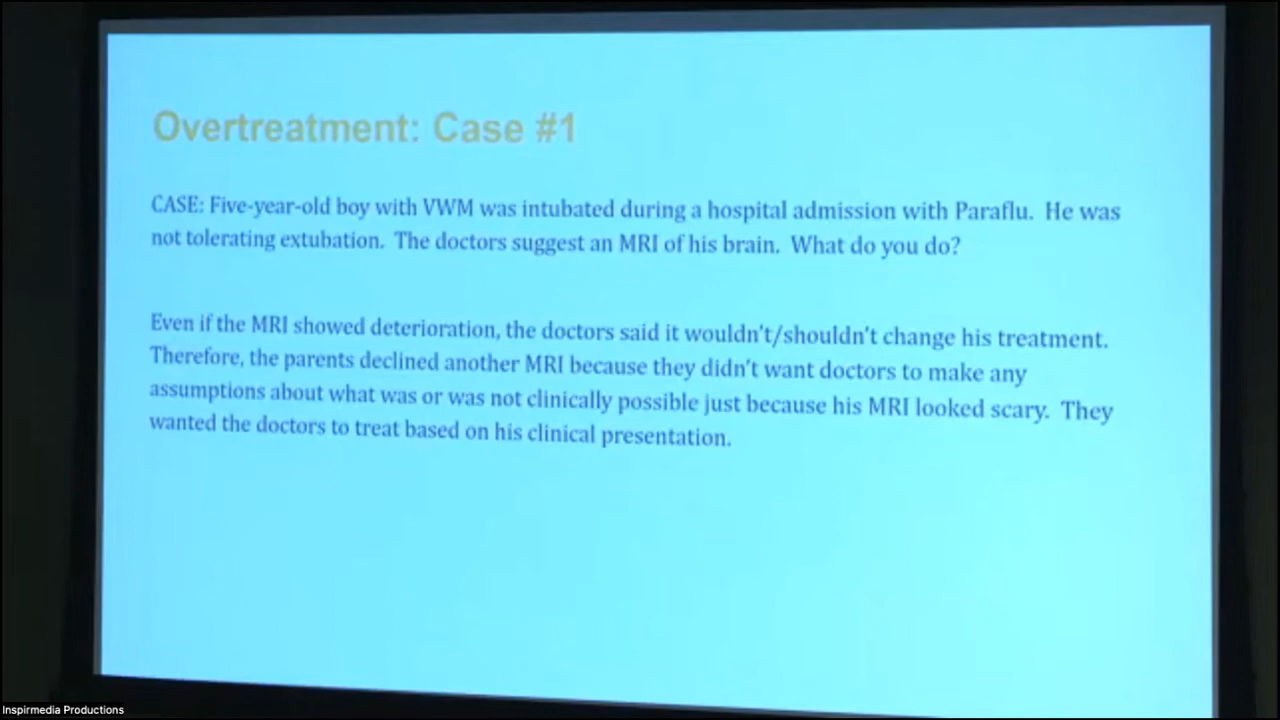 Overtreatment: Case #1
CASE: Five-year-old boy with VWM was intubated during a hospital admission with Paraflu. He was
not tolerating extubation. The doctors suggest an MRI of his brain. What do you do?
Even if the MRI showed deterioration, the doctors said it wouldn't/shouldn't change his treatment.
Therefore, the parents declined another MRI because they didn't want doctors to make any
assumptions about what was or was not clinically possible just because his MRI looked scary. They
wanted the doctors to treat based on his clinical presentation.
Inspirmedia Productions